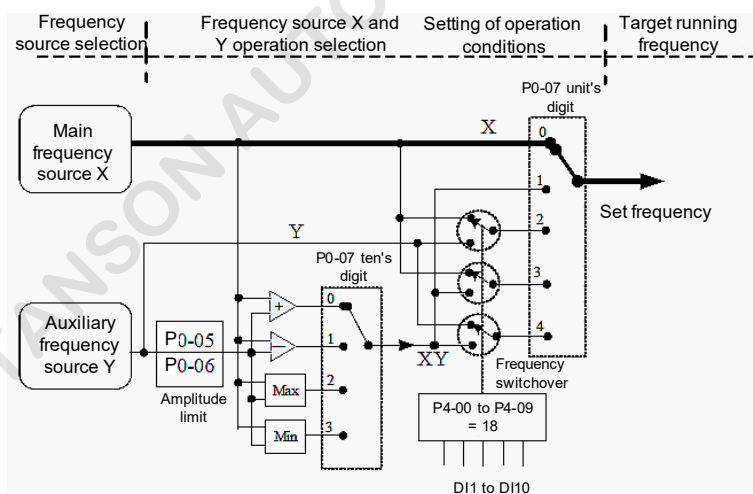 Frequency
source selection
Frequency source X and
Y operation selection
Setting of operation
conditions
Target running
frequency
P0-07 unit's
digit
Main
frequency
source X
X
0
1
2
3
4
Set frequency
Y
P0-07 ten's
digit
Auxiliary
frequency
source Y
P0-05
P0-06
Amplitude
limit
+
−
Max
Min
0
1
2
3
XY
Frequency
switchover
P4-00 to P4-09
= 18
DI1 to DI10
TANSON AUTO